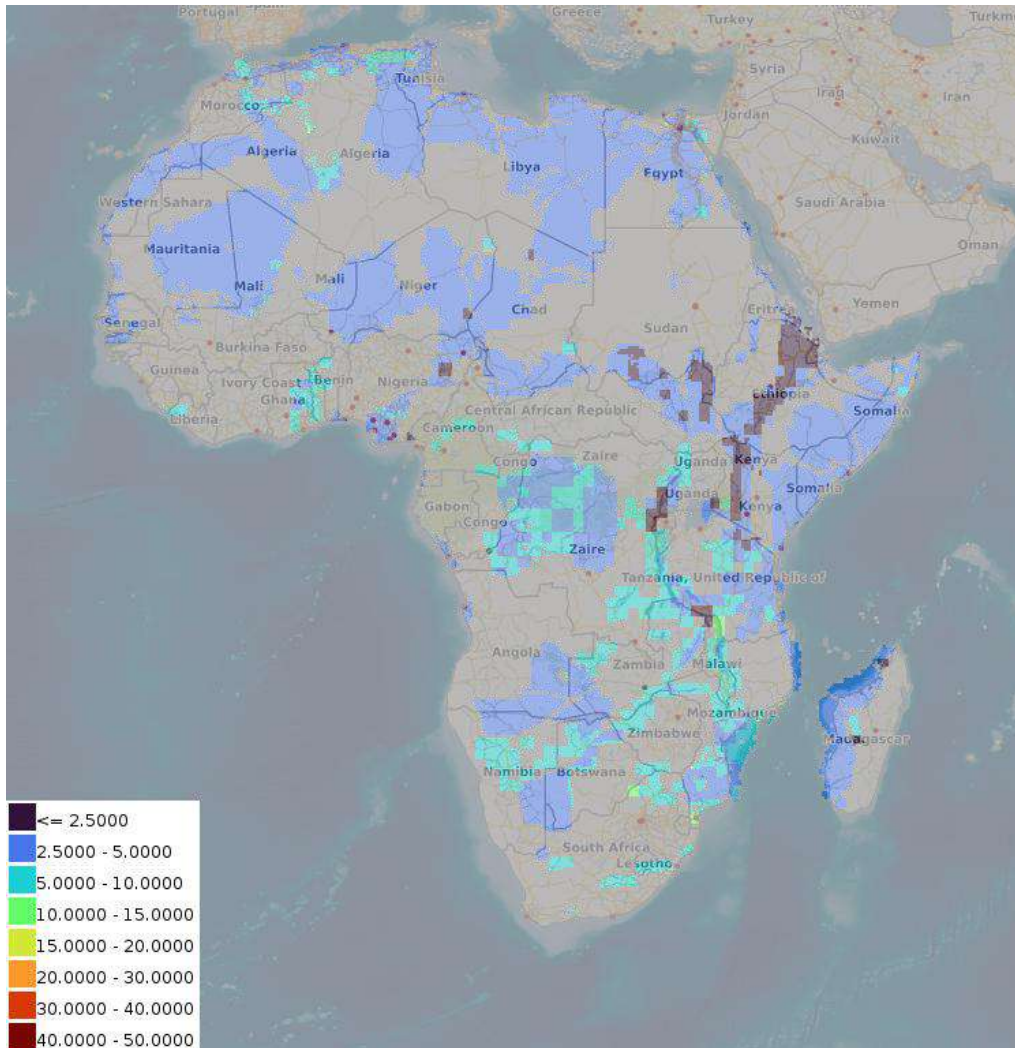 Portugal
Spain
Greece
Turkey
Turkm
Syria
Iraq
Iran
Jordan
Kuwait
Saudi Arabia
Oman
Yemen
Tunisia
Morocco
Algeria
Algeria
Libya
Egypt
Western Sahara
Mauritania
Mali
Mali
Niger
Chad
Sudan
Eritrea
Senegal
Burkina Faso
Guinea
Ivory Coast
Benin
Ghana
Nigeria
Liberia
Cameroon
Central African Republic
Ethiopia
Somalia
Somalia
Congo
Zaire
Uganda
Kenya
Uganda
Kenya
Gabon
Congo
Zaire
Tanzania, United Republic of
Angola
Zambia
Malawi
Mozambique
Zimbabwe
Madagascar
Namibia
Botswana
South Africa
Lesotho
<= 2.5000
2.5000 - 5.0000
5.0000 - 10.0000
10.0000 - 15.0000
15.0000 - 20.0000
20.0000 - 30.0000
30.0000 - 40.0000
40.0000 - 50.0000